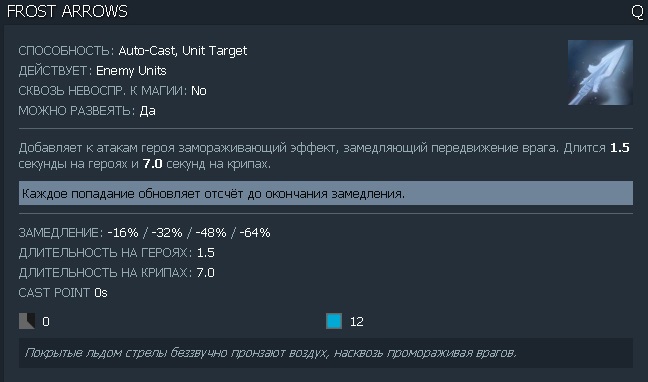 FROST ARROWS Q
СПОСОБНОСТЬ: Auto-Cast, Unit Target
ДЕЙСТВУЕТ: Enemy Units
СКВОЗЬ НЕВОСПР. К МАГИИ: No
МОЖНО РАЗВЕЯТЬ: Да
Добавляет к атакам героя замораживающий эффект, замедляющий передвижение врага. Длится 1.5
секунды на героях и 7.0 секунд на крипах.
Каждое попадание обновляет отсчёт до окончания замедления.
ЗАМЕДЛЕНИЕ: -16% / -32% / -48% / -64%
ДЛИТЕЛЬНОСТЬ НА ГЕРОЯХ: 1.5
ДЛИТЕЛЬНОСТЬ НА КРИПАХ: 7.0
CAST POINT 0s
0 12
Покрытые льдом стрелы беззвучно пронзают воздух, насквозь промораживая врагов.